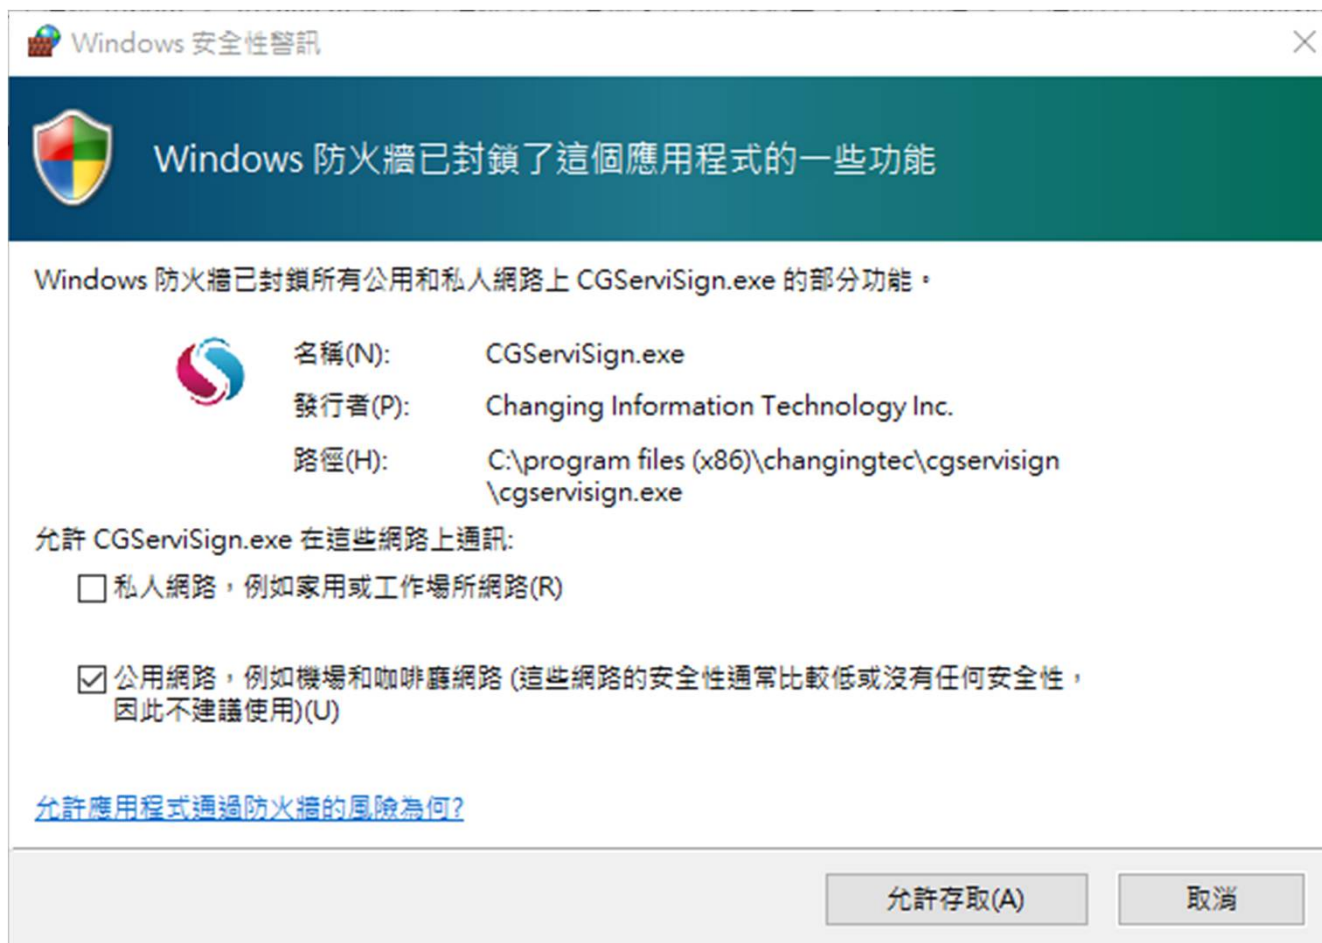 Windows 安全性警訊
Windows 防火牆已封鎖了這個應用程式的一些功能
Windows 防火牆已封鎖所有公用和私人網路上 CGServiSign.exe 的部分功能。
名稱(N): CGServiSign.exe
發行者(P): Changing Information Technology Inc.
路徑(H): C:\program files (x86)\changingtec\cgservisign
\cgservisign.exe
允許 CGServiSign.exe 在這些網路上通訊:
私人網路，例如家用或工作場所網路(R)
公用網路，例如機場和咖啡廳網路 (這些網路的安全性通常比較低或沒有任何安全性，
因此不建議使用)(U)
允許應用程式通過防火牆的風險為何?
允許存取(A) 取消